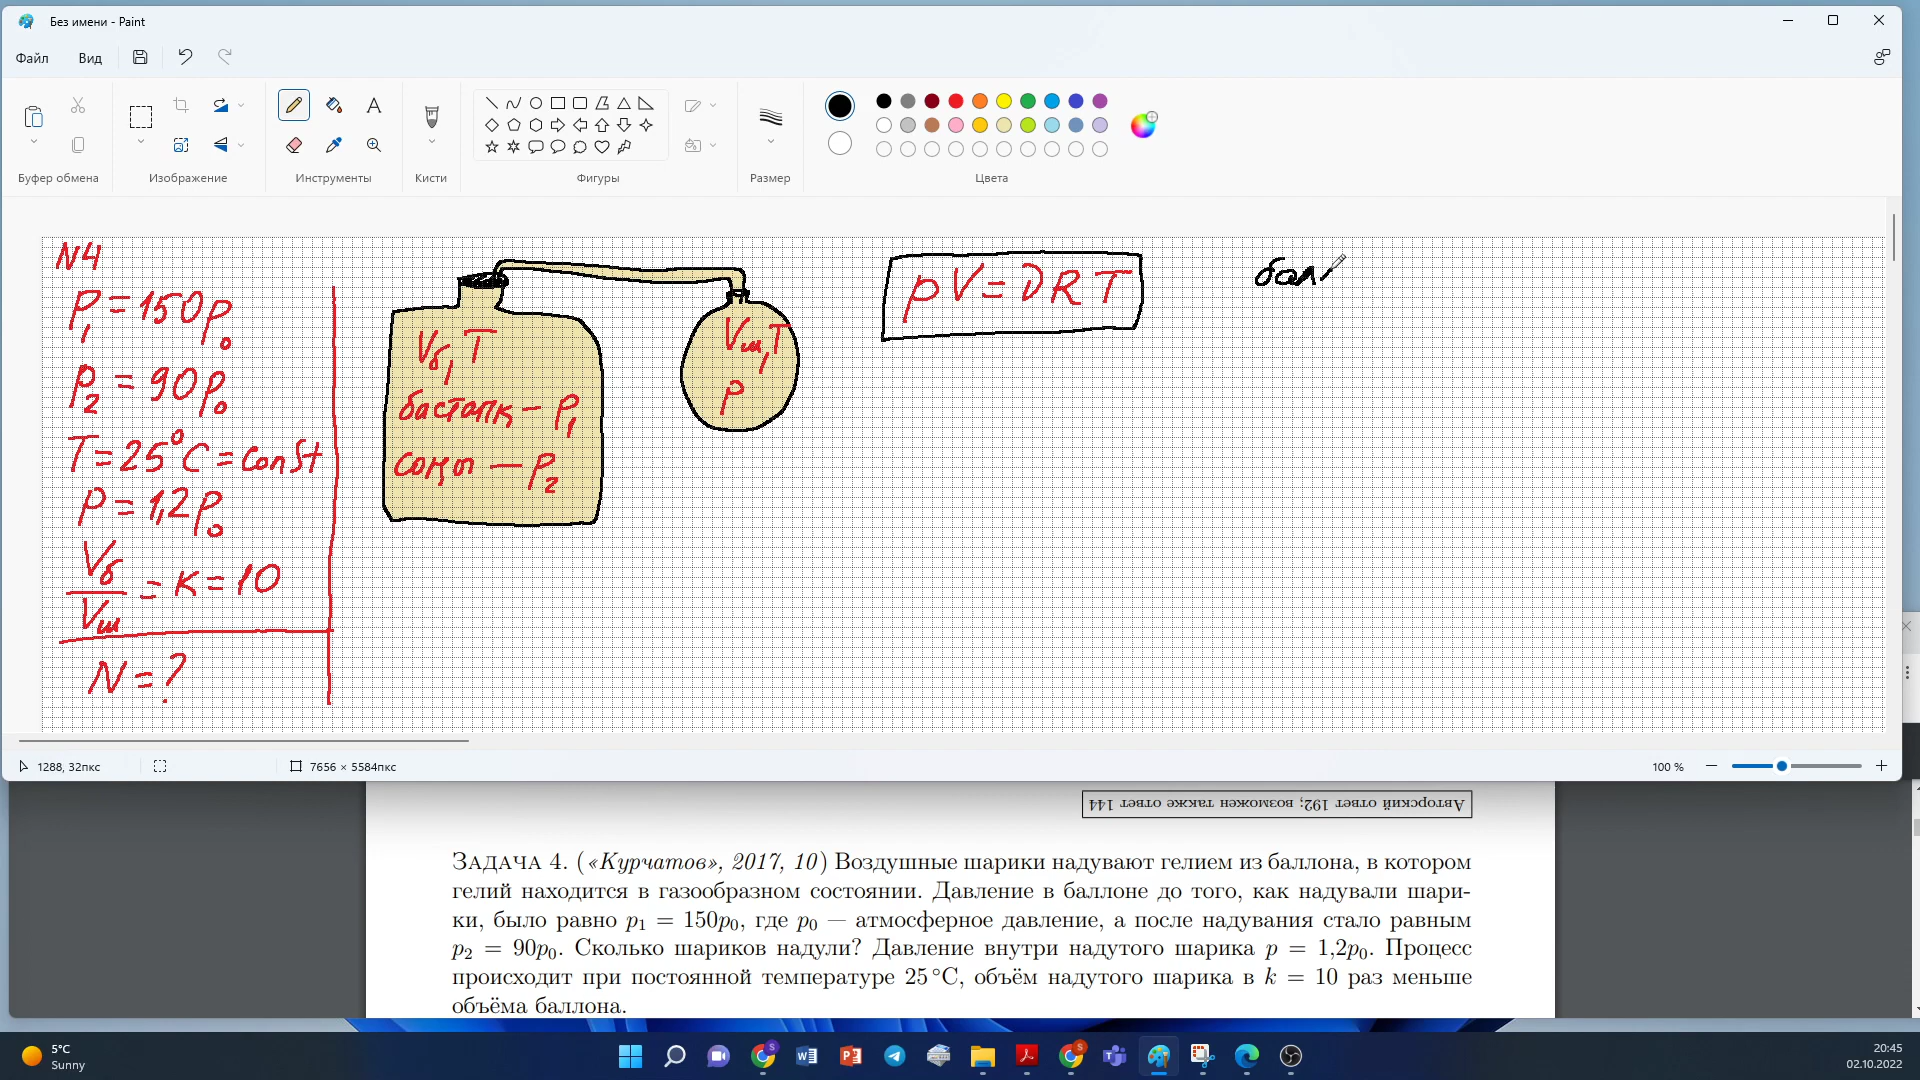 Без имени - Paint
Файл
Вид
Буфер обмена
Изображение
Инструменты
Кисти
Фигуры
Размер
Цвета
N4
p₁ = 150p₀
p₂ = 90p₀
T = 25°C = const
p = 1,2p₀
Vб / Vш = к = 10
N = ?
Vб, T
Vш, T
p
– p₁
– p₂
pV = νRT
бал
1288, 32пкс
7656 × 5584пкс
100 %
Авторский ответ 192; возможен также ответ 144
Задача 4. («Курчатов», 2017, 10) Воздушные шарики надувают гелием из баллона, в котором
гелий находится в газообразном состоянии. Давление в баллоне до того, как надували шари-
ки, было равно p₁ = 150p₀, где p₀ — атмосферное давление, а после надувания стало равным
p₂ = 90p₀. Сколько шариков надули? Давление внутри надутого шарика p = 1,2p₀. Процесс
происходит при постоянной температуре 25 °C, объём надутого шарика в k = 10 раз меньше
объёма баллона.
5°C
Sunny
20:45
02.10.2022